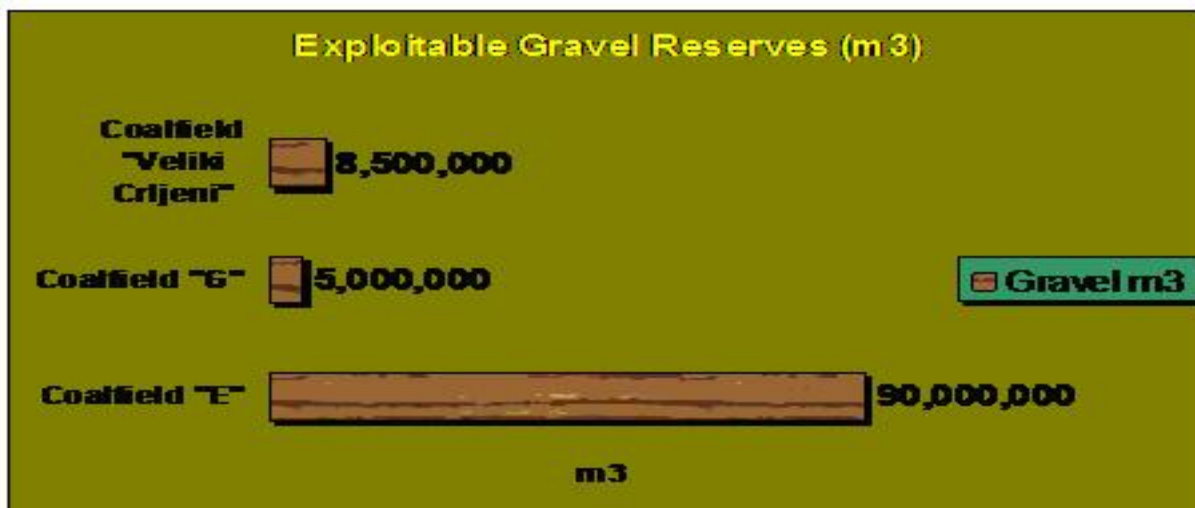 Exploitable Gravel Reserves (m3)
Coalfield
"Veliki
Crljeni"
8,500,000
Coalfield "G"
5,000,000
Gravel m3
Coalfield "E"
90,000,000
m3